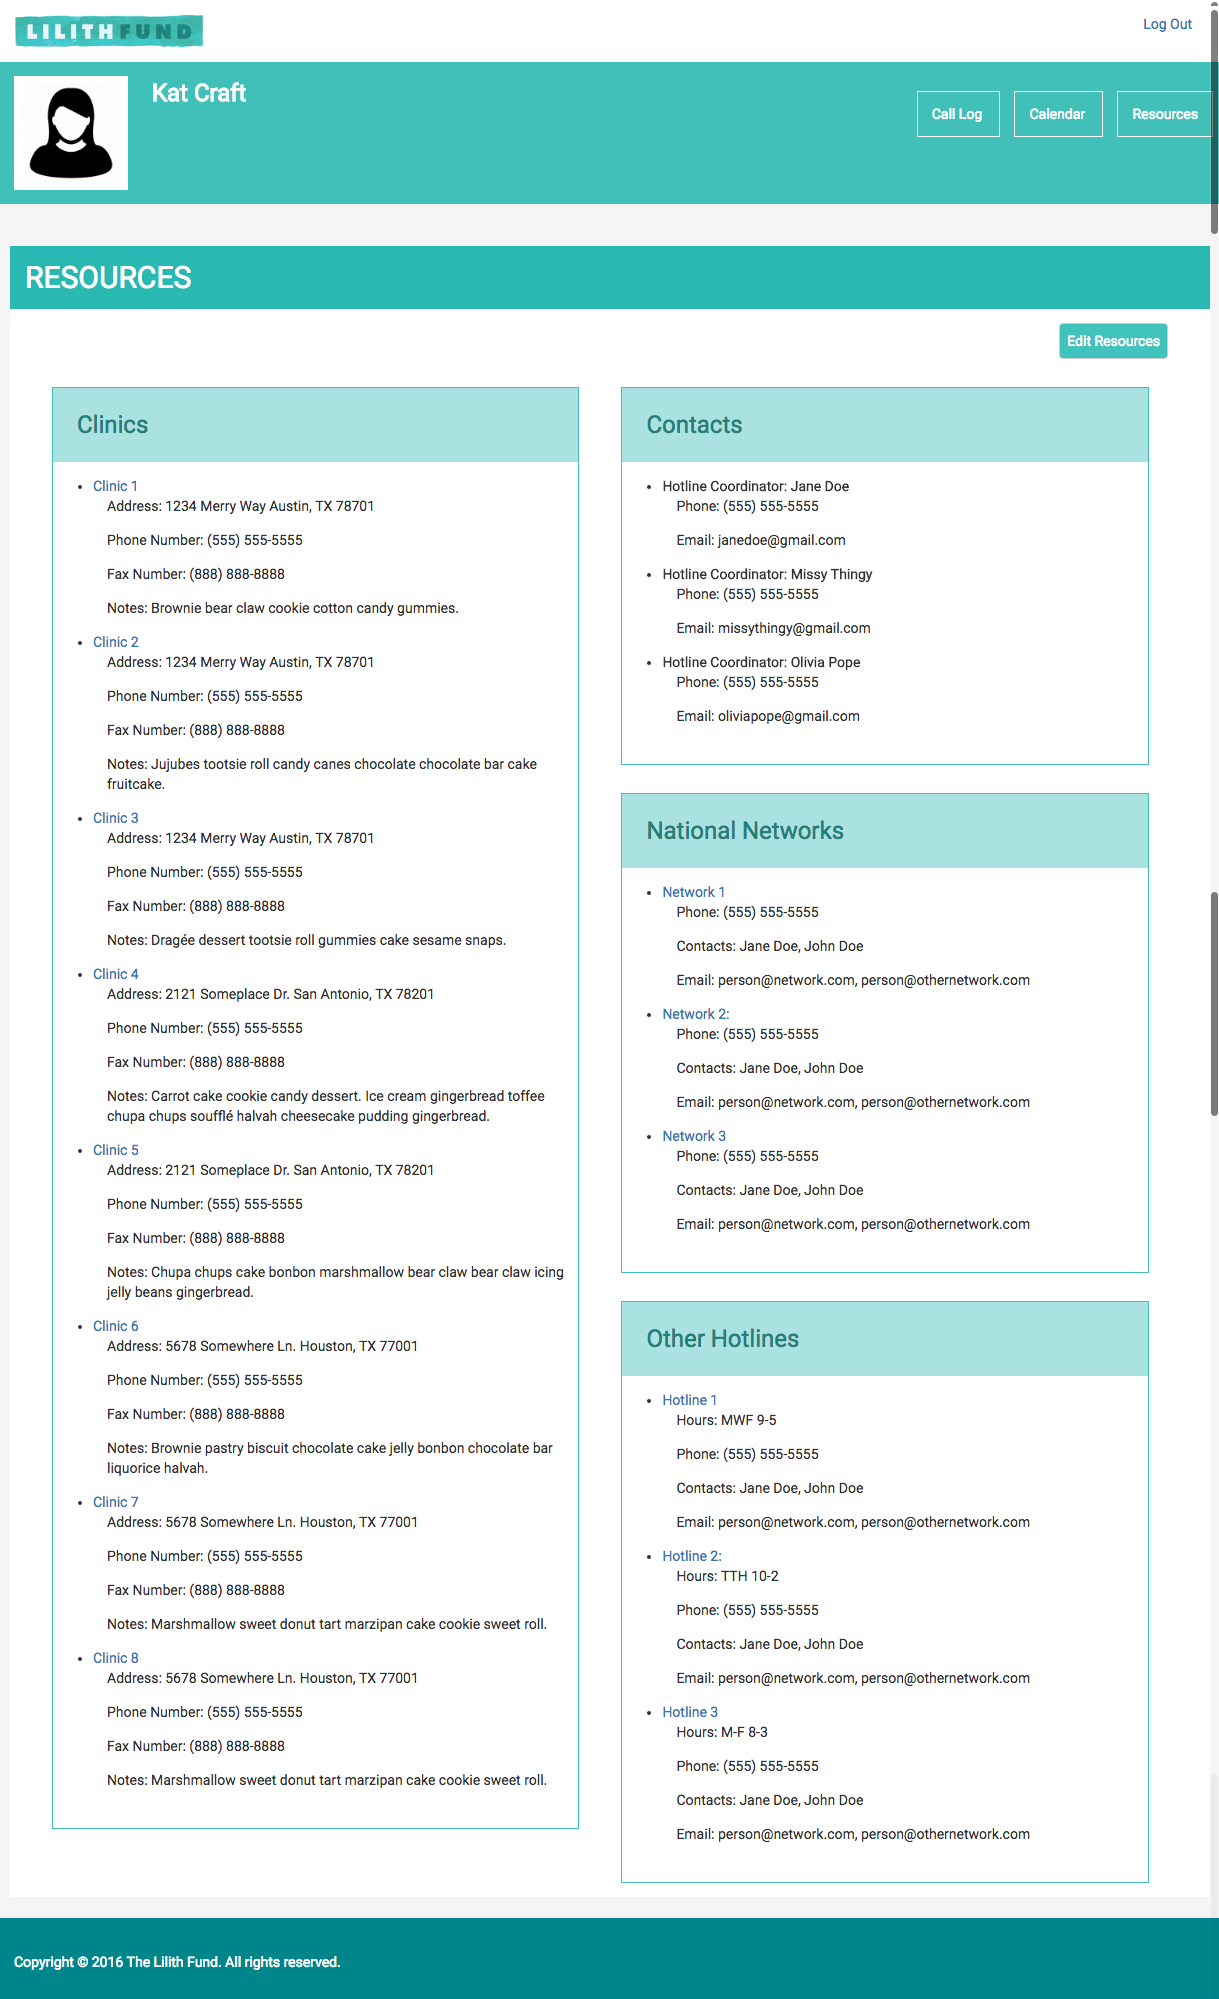 LILITHFUND
Log Out
Kat Craft
Call Log
Calendar
Resources
RESOURCES
Edit Resources
Clinics
Clinic 1
Address: 1234 Merry Way Austin, TX 78701
Phone Number: (555) 555-5555
Fax Number: (888) 888-8888
Notes: Brownie bear claw cookie cotton candy gummies.
Clinic 2
Address: 1234 Merry Way Austin, TX 78701
Phone Number: (555) 555-5555
Fax Number: (888) 888-8888
Notes: Jujubes tootsie roll candy canes chocolate chocolate bar cake
fruitcake.
Clinic 3
Address: 1234 Merry Way Austin, TX 78701
Phone Number: (555) 555-5555
Fax Number: (888) 888-8888
Notes: Dragée dessert tootsie roll gummies cake sesame snaps.
Clinic 4
Address: 2121 Someplace Dr. San Antonio, TX 78201
Phone Number: (555) 555-5555
Fax Number: (888) 888-8888
Notes: Carrot cake cookie candy dessert. Ice cream gingerbread toffee
chupa chups soufflé halvah cheesecake pudding gingerbread.
Clinic 5
Address: 2121 Someplace Dr. San Antonio, TX 78201
Phone Number: (555) 555-5555
Fax Number: (888) 888-8888
Notes: Chupa chups cake bonbon marshmallow bear claw bear claw icing
jelly beans gingerbread.
Clinic 6
Address: 5678 Somewhere Ln. Houston, TX 77001
Phone Number: (555) 555-5555
Fax Number: (888) 888-8888
Notes: Brownie pastry biscuit chocolate cake jelly bonbon chocolate bar
liquorice halvah.
Clinic 7
Address: 5678 Somewhere Ln. Houston, TX 77001
Phone Number: (555) 555-5555
Fax Number: (888) 888-8888
Notes: Marshmallow sweet donut tart marzipan cake cookie sweet roll.
Clinic 8
Address: 5678 Somewhere Ln. Houston, TX 77001
Phone Number: (555) 555-5555
Fax Number: (888) 888-8888
Notes: Marshmallow sweet donut tart marzipan cake cookie sweet roll.
Contacts
Hotline Coordinator: Jane Doe
Phone: (555) 555-5555
Email: janedoe@gmail.com
Hotline Coordinator: Missy Thingy
Phone: (555) 555-5555
Email: missythingy@gmail.com
Hotline Coordinator: Olivia Pope
Phone: (555) 555-5555
Email: oliviapope@gmail.com
National Networks
Network 1
Phone: (555) 555-5555
Contacts: Jane Doe, John Doe
Email: person@network.com, person@othernetwork.com
Network 2:
Phone: (555) 555-5555
Contacts: Jane Doe, John Doe
Email: person@network.com, person@othernetwork.com
Network 3
Phone: (555) 555-5555
Contacts: Jane Doe, John Doe
Email: person@network.com, person@othernetwork.com
Other Hotlines
Hotline 1
Hours: MWF 9-5
Phone: (555) 555-5555
Contacts: Jane Doe, John Doe
Email: person@network.com, person@othernetwork.com
Hotline 2:
Hours: TTH 10-2
Phone: (555) 555-5555
Contacts: Jane Doe, John Doe
Email: person@network.com, person@othernetwork.com
Hotline 3
Hours: M-F 8-3
Phone: (555) 555-5555
Contacts: Jane Doe, John Doe
Email: person@network.com, person@othernetwork.com
Copyright © 2016 The Lilith Fund. All rights reserved.